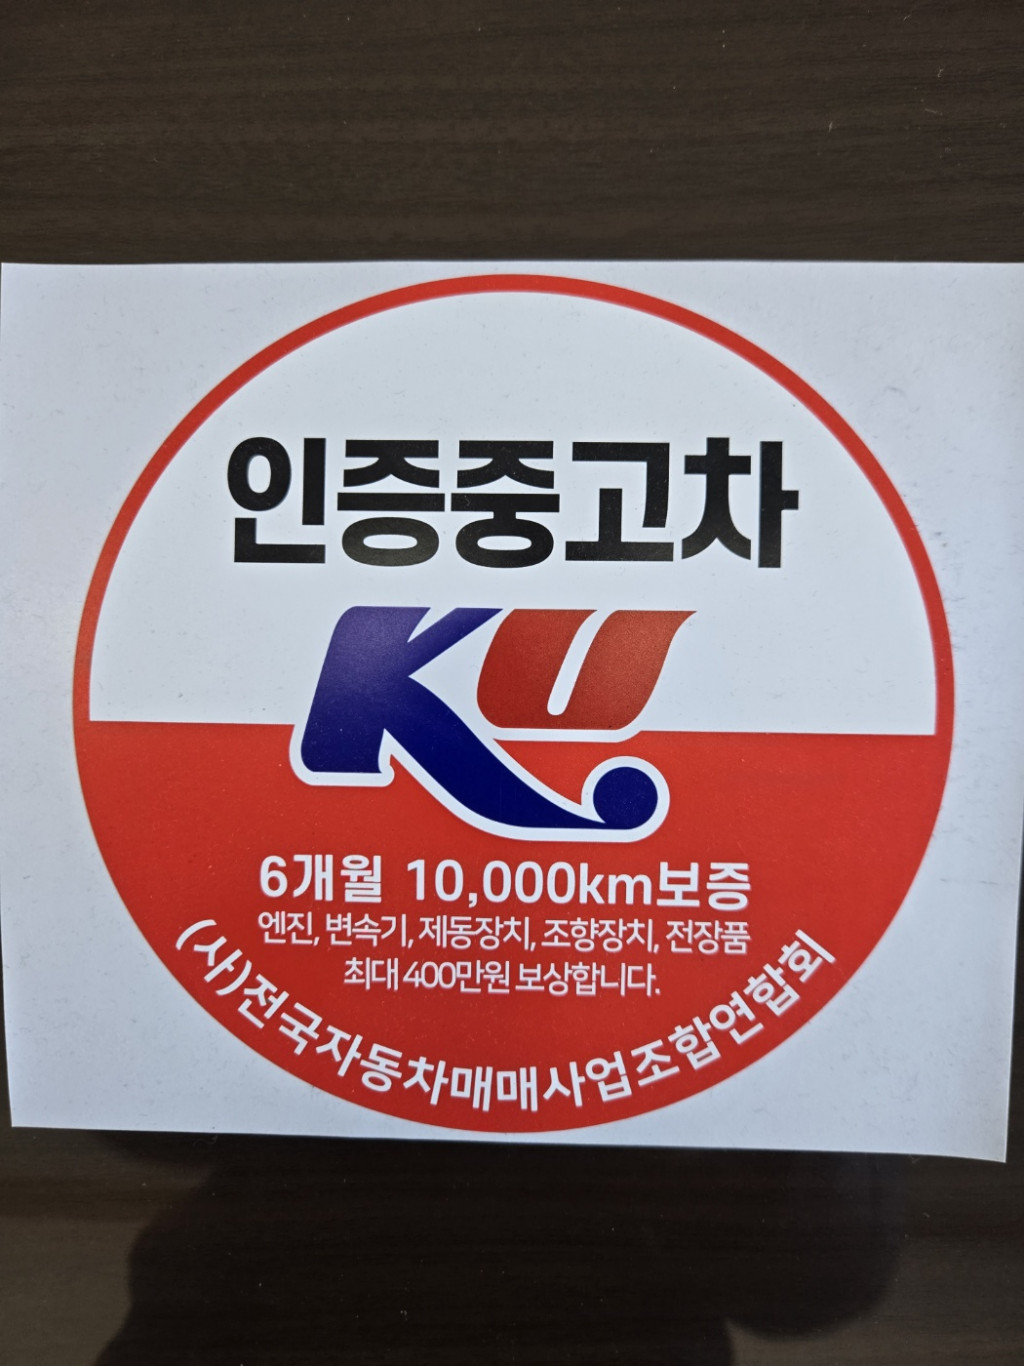 인증중고차
KU
6개월 10,000km보증
엔진, 변속기, 제동장치, 조향장치, 전장품
최대 400만원 보상합니다.
(사)전국자동차매매사업조합연합회